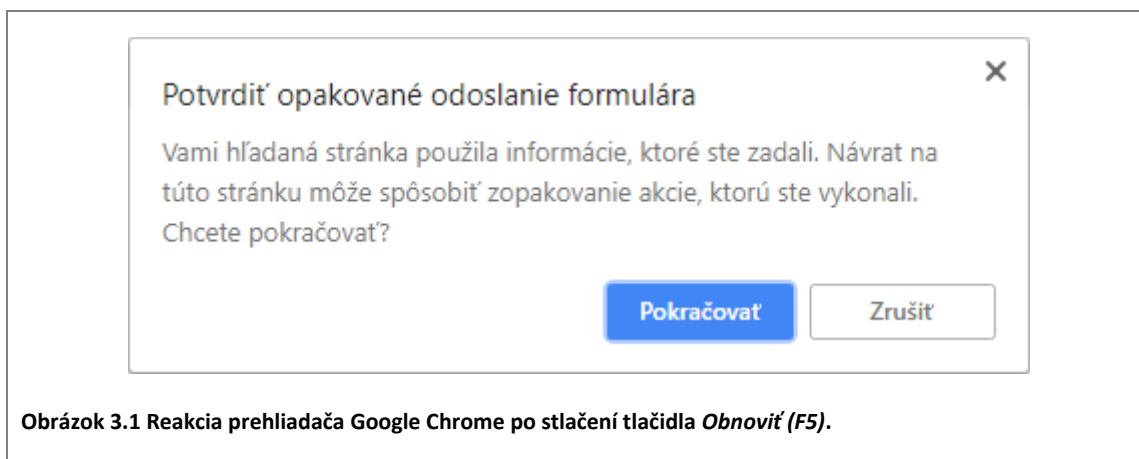 Potvrdiť opakované odoslanie formulára
Vami hľadaná stránka použila informácie, ktoré ste zadali. Návrat na
túto stránku môže spôsobiť zopakovanie akcie, ktorú ste vykonali.
Chcete pokračovať?
Pokračovať
Zrušiť
Obrázok 3.1 Reakcia prehliadača Google Chrome po stlačení tlačidla Obnoviť (F5).